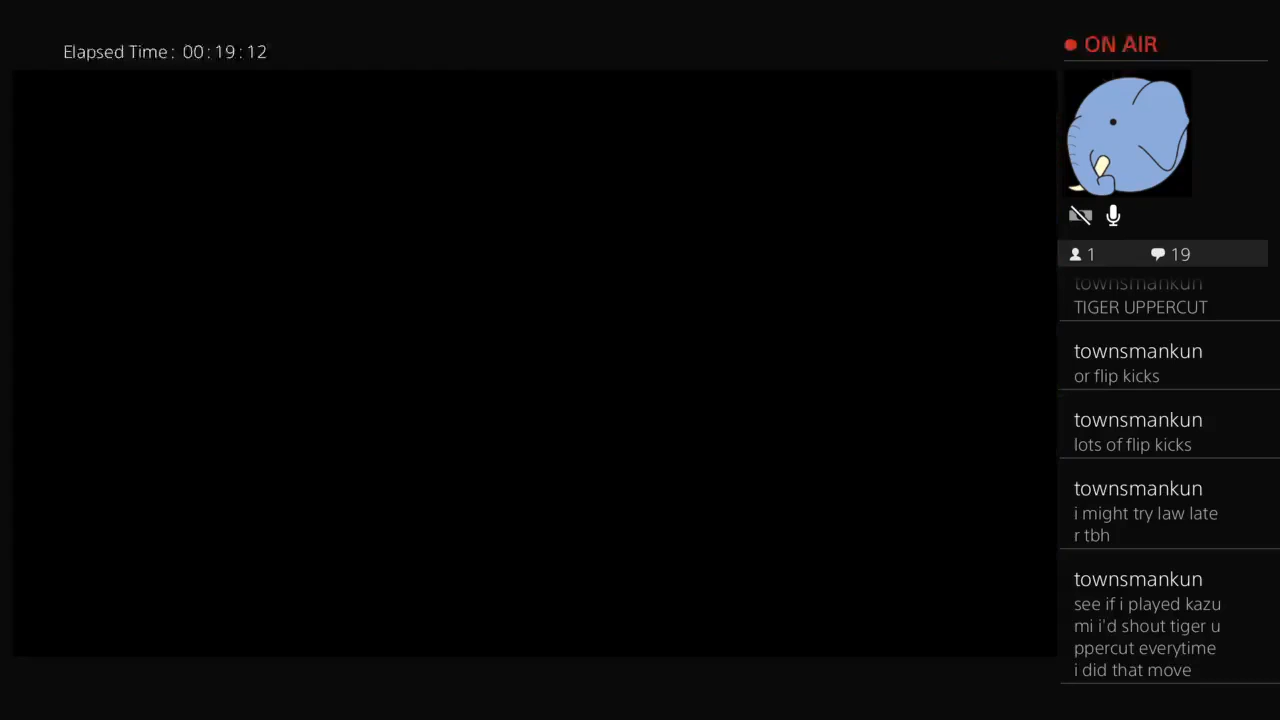 Elapsed Time: 00:19:12
ON AIR
1 19
townsmankun
TIGER UPPERCUT
townsmankun
or flip kicks
townsmankun
lots of flip kicks
townsmankun
i might try law late
r tbh
townsmankun
see if i played kazu
mi i'd shout tiger u
ppercut everytime
i did that move